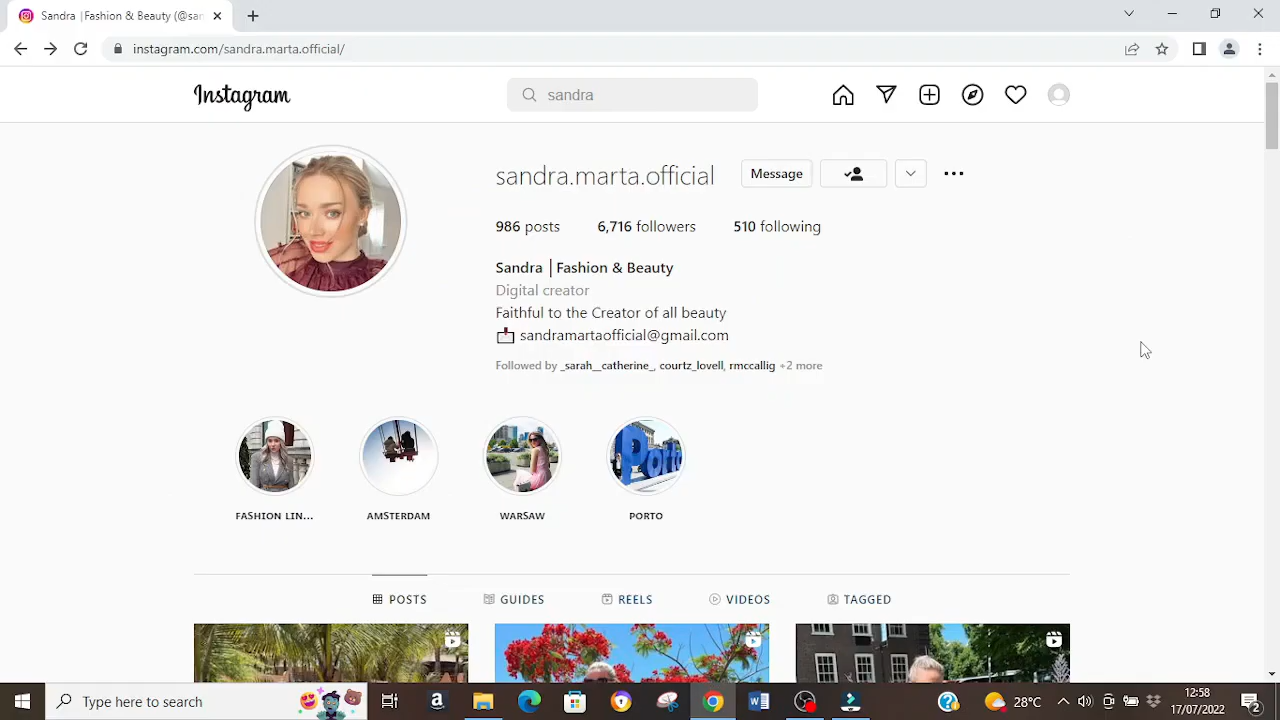 Sandra |Fashion & Beauty (@san
instagram.com/sandra.marta.official/
Instagram
sandra
sandra.marta.official
Message
986 posts 6,716 followers 510 following
Sandra |Fashion & Beauty
Digital creator
Faithful to the Creator of all beauty
sandramartaofficial@gmail.com
Followed by _sarah__catherine_, courtz_lovell, rmccallig +2 more
Porto
FASHION LIN... AMSTERDAM WARSAW PORTO
POSTS GUIDES REELS VIDEOS TAGGED
Type here to search
28°C
12:58
17/07/2022
2